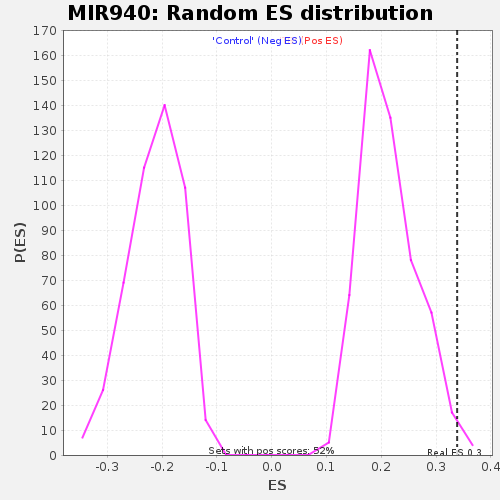 MIR940: Random ES distribution
'Control' (Neg ES) (Pos ES)
P(ES)
170
160
150
140
130
120
110
100
90
80
70
60
50
40
30
20
10
0
Sets with pos scores: 52%
Real ES 0.3
-0.3 -0.2 -0.1 0.0 0.1 0.2 0.3 0.4
ES